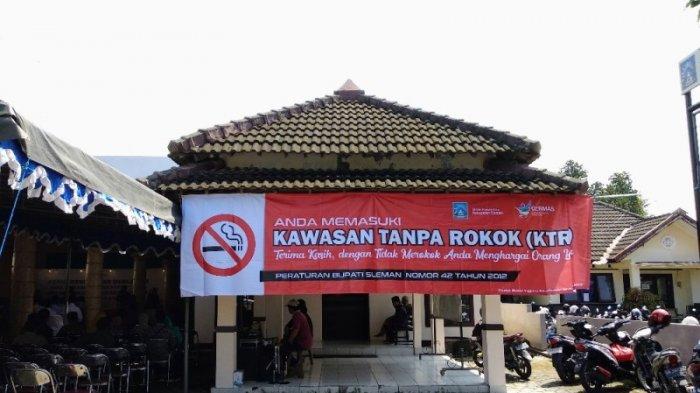 ANDA MEMASUKI
KAWASAN TANPA ROKOK (KTR
Terima Kasih, dengan Tidak Merokok Anda Menghargai Orang
PERATURAN BUPATI SLEMAN NOMOR 42 TAHUN 2012
GERMAS